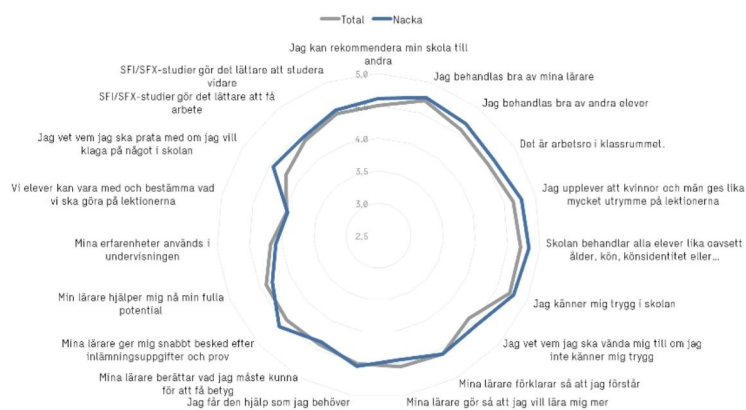 Total Nacka
Jag kan rekommendera min skola till
andra
Jag behandlas bra av mina lärare
Jag behandlas bra av andra elever
Det är arbetsro i klassrummet.
Jag upplever att kvinnor och män ges lika
mycket utrymme på lektionerna
Skolan behandlar alla elever lika oavsett
ålder, kön, könsidentitet eller...
Jag känner mig trygg i skolan
Jag vet vem jag ska vända mig till om jag
inte känner mig trygg
Mina lärare förklarar så att jag förstår
Mina lärare gör så att jag vill lära mig mer
Jag får den hjälp som jag behöver
Mina lärare berättar vad jag måste kunna
för att få betyg
Mina lärare ger mig snabbt besked efter
inlämningsuppgifter och prov
Min lärare hjälper mig nå min fulla
potential
Mina erfarenheter används i
undervisningen
Vi elever kan vara med och bestämma vad
vi ska göra på lektionerna
Jag vet vem jag ska prata med om jag vill
klaga på något i skolan
SFI/SFX-studier gör det lättare att få
arbete
SFI/SFX-studier gör det lättare att studera
vidare
5,0
4,0
3,5
3,0
2,5